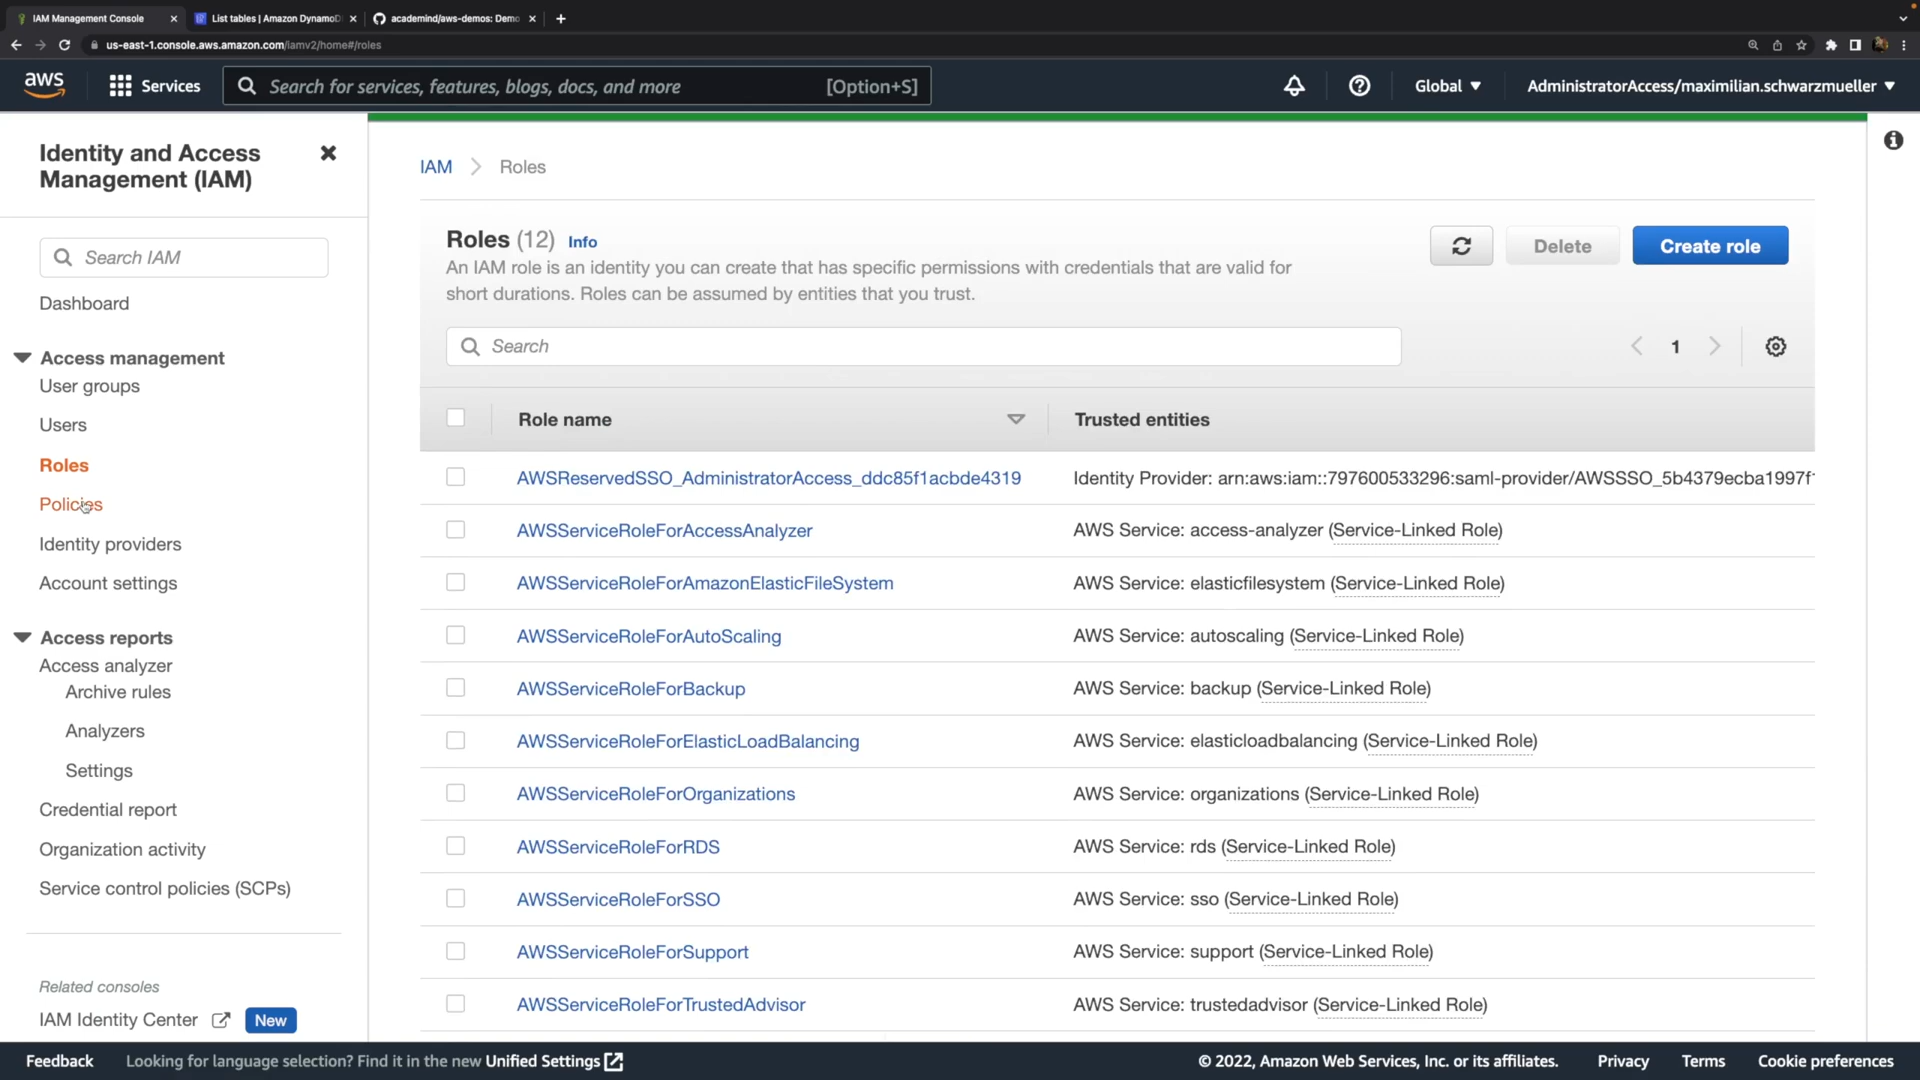 IAM Management Console
List tables | Amazon DynamoD
academind/aws-demos: Demo
us-east-1.console.aws.amazon.com/iamv2/home#/roles
aws
Services
Search for services, features, blogs, docs, and more
[Option+S]
Global
AdministratorAccess/maximilian.schwarzmueller
Identity and Access
Management (IAM)
Search IAM
Dashboard
Access management
User groups
Users
Roles
Policies
Identity providers
Account settings
Access reports
Access analyzer
Archive rules
Analyzers
Settings
Credential report
Organization activity
Service control policies (SCPs)
Related consoles
IAM Identity Center
New
IAM
Roles
Roles (12) Info
An IAM role is an identity you can create that has specific permissions with credentials that are valid for
short durations. Roles can be assumed by entities that you trust.
Delete
Create role
Search
1
Role name
Trusted entities
AWSReservedSSO_AdministratorAccess_ddc85f1acbde4319
Identity Provider: arn:aws:iam::797600533296:saml-provider/AWSSSO_5b4379ecba1997f
AWSServiceRoleForAccessAnalyzer
AWS Service: access-analyzer (Service-Linked Role)
AWSServiceRoleForAmazonElasticFileSystem
AWS Service: elasticfilesystem (Service-Linked Role)
AWSServiceRoleForAutoScaling
AWS Service: autoscaling (Service-Linked Role)
AWSServiceRoleForBackup
AWS Service: backup (Service-Linked Role)
AWSServiceRoleForElasticLoadBalancing
AWS Service: elasticloadbalancing (Service-Linked Role)
AWSServiceRoleForOrganizations
AWS Service: organizations (Service-Linked Role)
AWSServiceRoleForRDS
AWS Service: rds (Service-Linked Role)
AWSServiceRoleForSSO
AWS Service: sso (Service-Linked Role)
AWSServiceRoleForSupport
AWS Service: support (Service-Linked Role)
AWSServiceRoleForTrustedAdvisor
AWS Service: trustedadvisor (Service-Linked Role)
Feedback
Looking for language selection? Find it in the new Unified Settings
© 2022, Amazon Web Services, Inc. or its affiliates.
Privacy
Terms
Cookie preferences